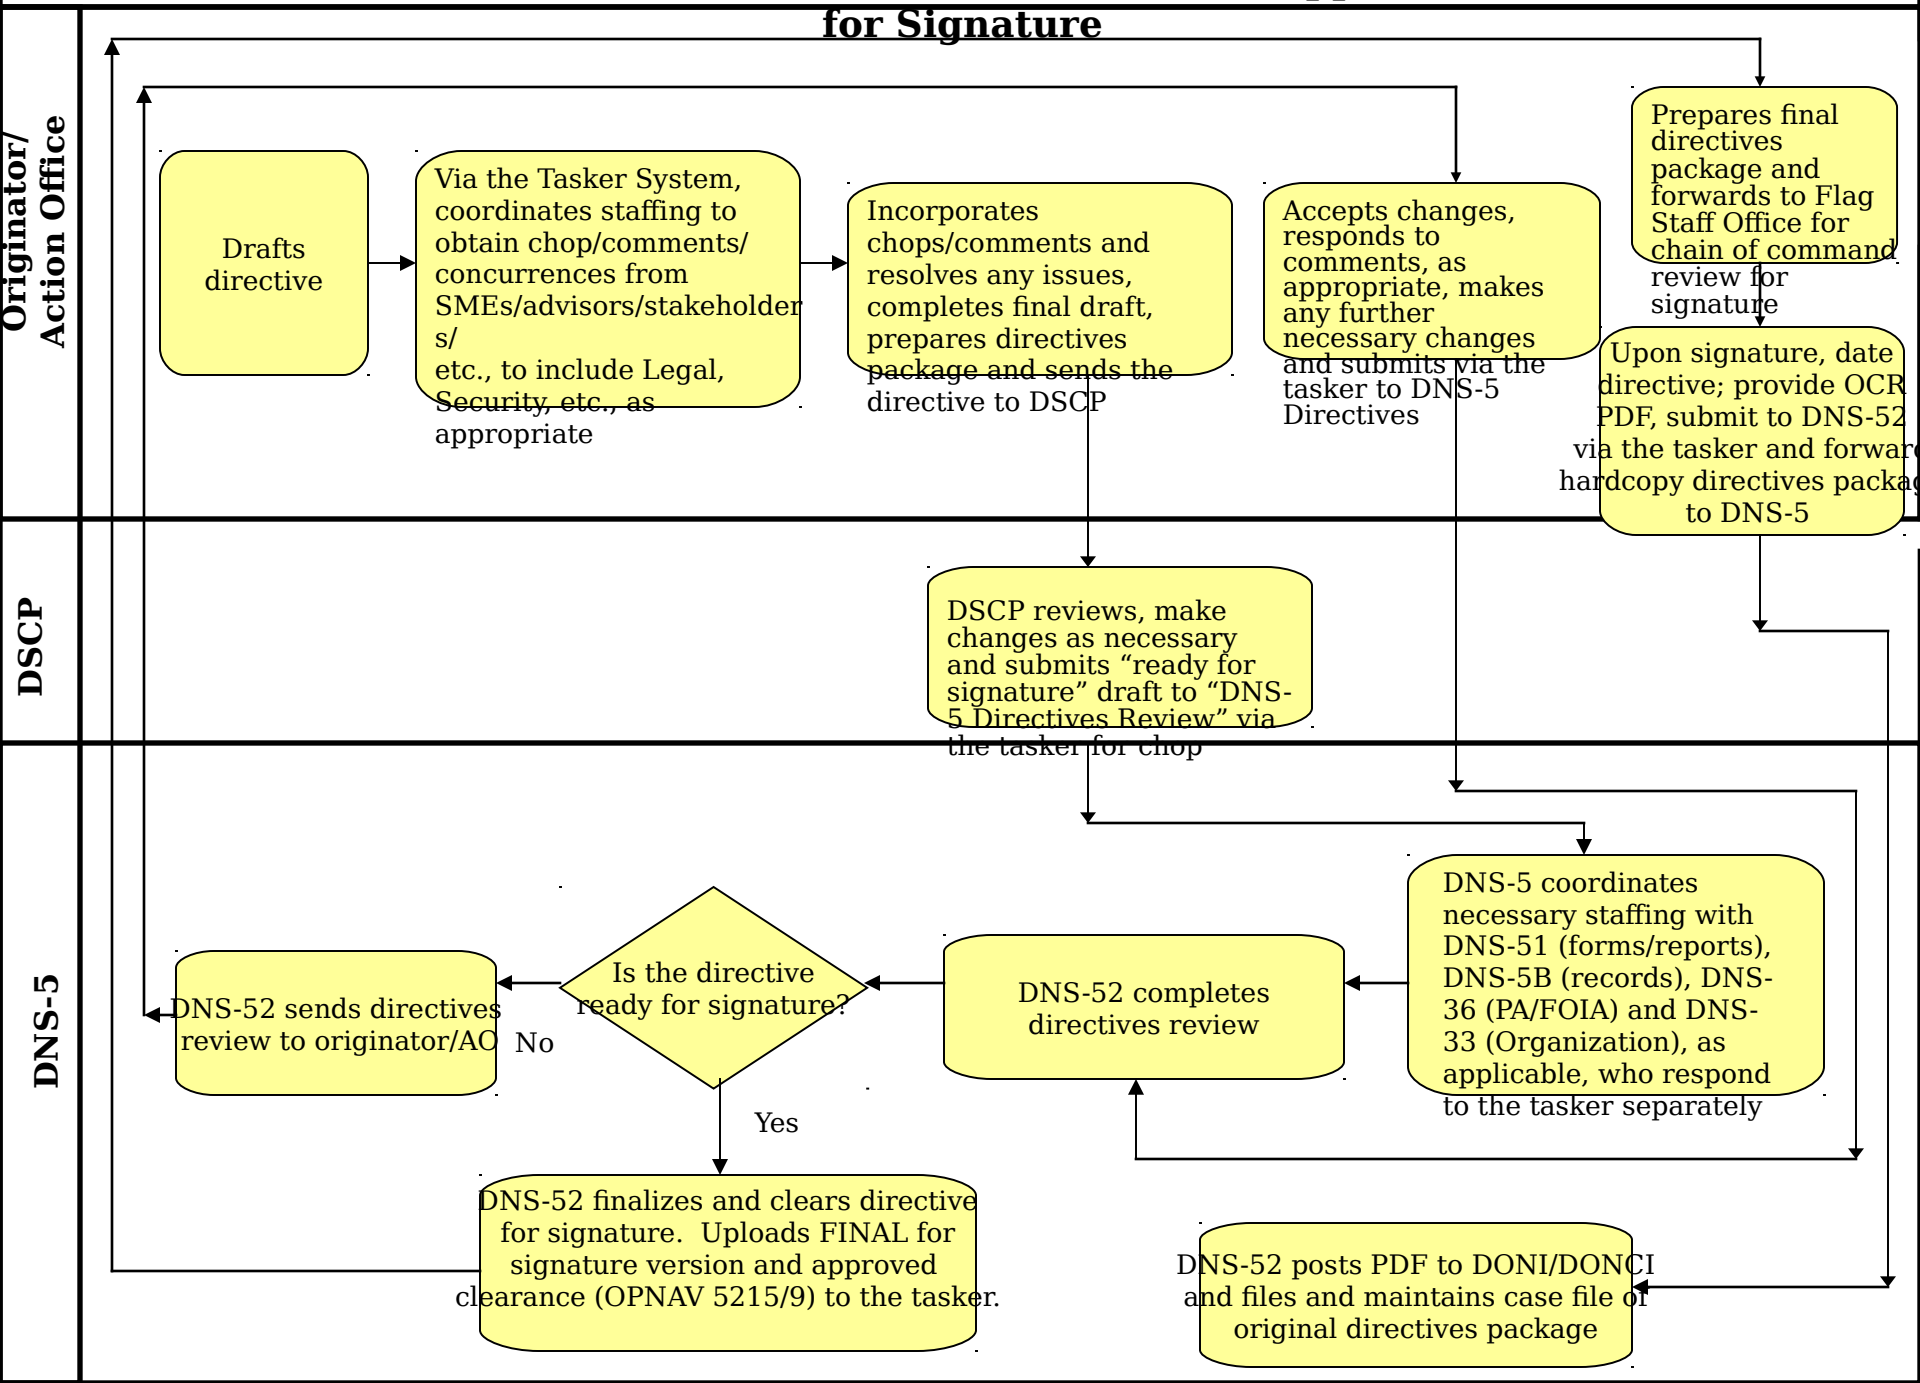 for Signature
Originator/
Action Office
Drafts
directive
Via the Tasker System,
coordinates staffing to
obtain chop/comments/
concurrences from
SMEs/advisors/stakeholder
s/
etc., to include Legal,
Security, etc., as
appropriate
Incorporates
chops/comments and
resolves any issues,
completes final draft,
prepares directives
package and sends the
directive to DSCP
Accepts changes,
responds to
comments, as
appropriate, makes
any further
necessary changes
and submits via the
tasker to DNS-5
Directives
Prepares final
directives
package and
forwards to Flag
Staff Office for
chain of command
review for
signature
Upon signature, date
directive; provide OCR
PDF, submit to DNS-52
via the tasker and forward
hardcopy directives packag
to DNS-5
DSCP
DSCP reviews, make
changes as necessary
and submits “ready for
signature” draft to “DNS-
5 Directives Review” via
the tasker for chop
DNS-5
DNS-5 coordinates
necessary staffing with
DNS-51 (forms/reports),
DNS-5B (records), DNS-
36 (PA/FOIA) and DNS-
33 (Organization), as
applicable, who respond
to the tasker separately
DNS-52 completes
directives review
Is the directive
ready for signature?
No
Yes
DNS-52 sends directives
review to originator/AO
DNS-52 finalizes and clears directive
for signature.  Uploads FINAL for
signature version and approved
clearance (OPNAV 5215/9) to the tasker.
DNS-52 posts PDF to DONI/DONCI
and files and maintains case file of
original directives package